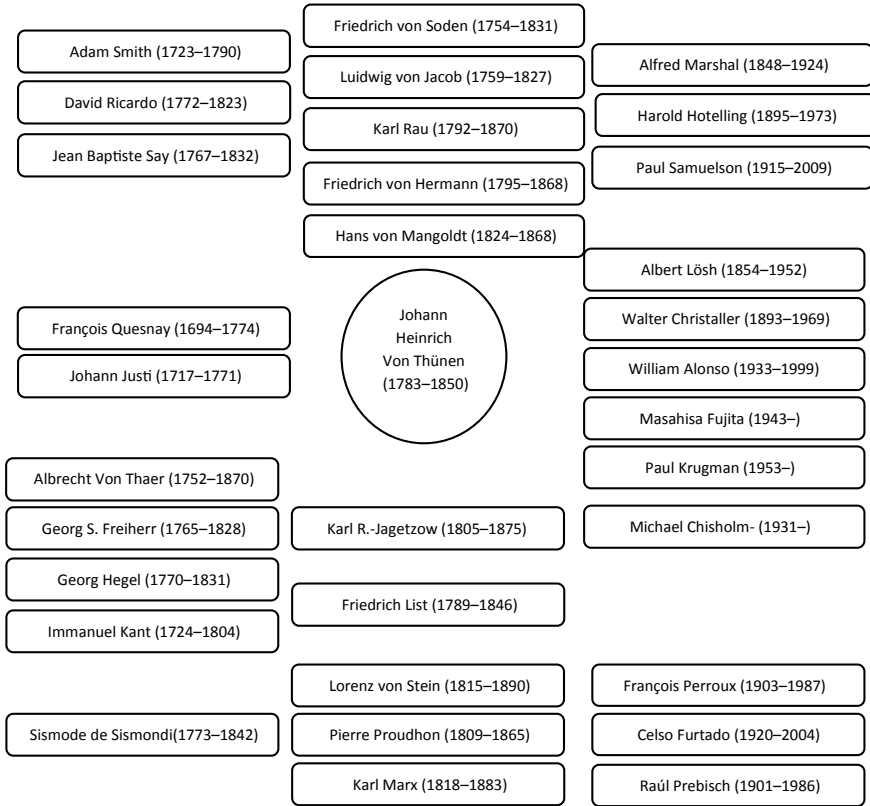 Friedrich von Soden (1754–1831)
Adam Smith (1723–1790)
Luidwig von Jacob (1759–1827)
Alfred Marshal (1848–1924)
David Ricardo (1772–1823)
Karl Rau (1792–1870)
Harold Hotelling (1895–1973)
Jean Baptiste Say (1767–1832)
Friedrich von Hermann (1795–1868)
Paul Samuelson (1915–2009)
Hans von Mangoldt (1824–1868)
Albert Lösh (1854–1952)
Johann
Heinrich
Von Thünen
(1783–1850)
François Quesnay (1694–1774)
Walter Christaller (1893–1969)
Johann Justi (1717–1771)
William Alonso (1933–1999)
Masahisa Fujita (1943–)
Paul Krugman (1953–)
Albrecht Von Thaer (1752–1870)
Georg S. Freiherr (1765–1828)
Karl R.-Jagetzow (1805–1875)
Michael Chisholm- (1931–)
Georg Hegel (1770–1831)
Friedrich List (1789–1846)
Immanuel Kant (1724–1804)
Lorenz von Stein (1815–1890)
François Perroux (1903–1987)
Sismode de Sismondi(1773–1842)
Pierre Proudhon (1809–1865)
Celso Furtado (1920–2004)
Karl Marx (1818–1883)
Raúl Prebisch (1901–1986)